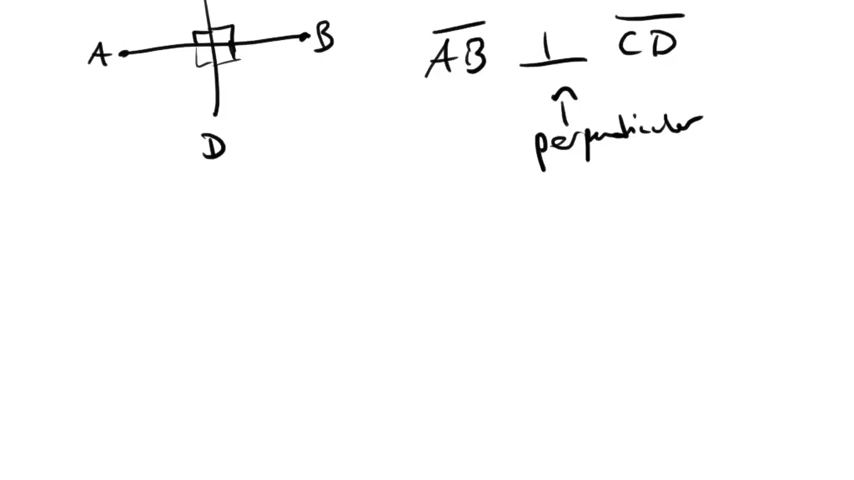 A B
D
AB ⊥ CD
perpendicular